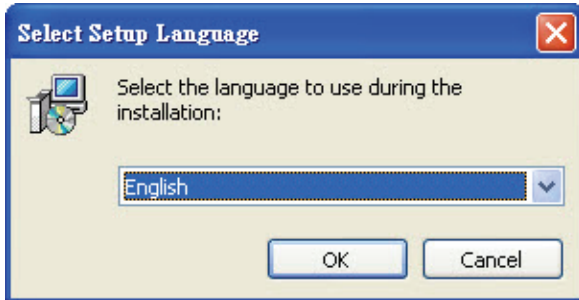 Select Setup Language
Select the language to use during the
installation:
English
OK
Cancel